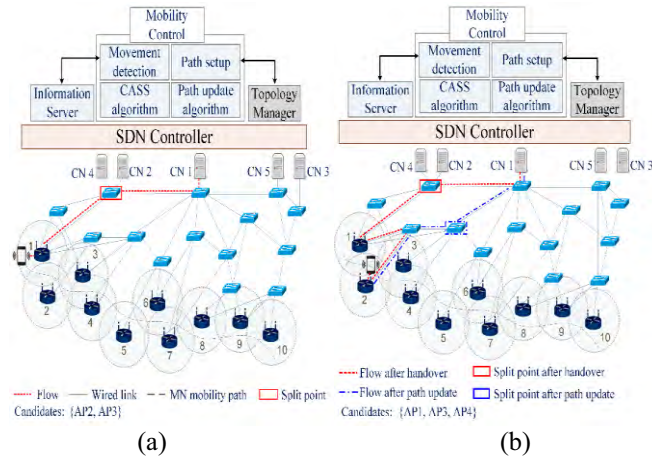 Mobility
Control
Movement
detection
Path setup
CASS
algorithm
Path update
algorithm
Information
Server
Topology
Manager
SDN Controller
CN 4
CN 2
CN 1
CN 5
CN 3
1
2
3
4
5
6
7
8
9
10
Flow
Wired link
MN mobility path
Split point
Candidates: {AP2, AP3}
(a)
Mobility
Control
Movement
detection
Path setup
CASS
algorithm
Path update
algorithm
Information
Server
Topology
Manager
SDN Controller
CN 4
CN 2
CN 1
CN 5
CN 3
1
2
3
4
5
6
7
8
9
10
Flow after handover
Split point after handover
Flow after path update
Split point after path update
Candidates: {AP1, AP3, AP4}
(b)